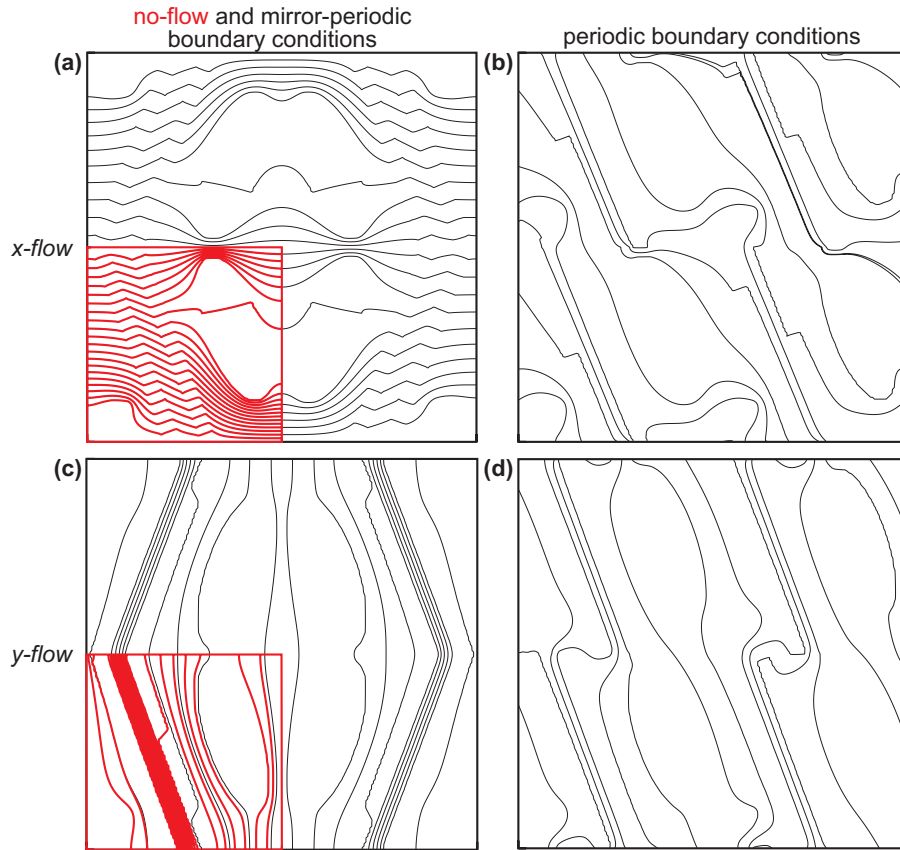 no-flow and mirror-periodic
boundary conditions
periodic boundary conditions
(a)
(b)
x-flow
(c)
(d)
y-flow